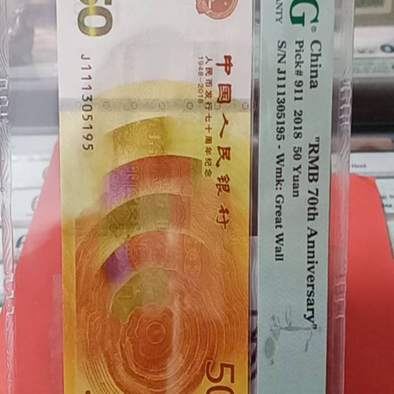 G
®
NTY
China
"RMB 70th Anniversary"
Pick# 911 2018 50 Yuan
S/N J111305195 - Wmk: Great Wall
中国人民银行
人民币发行七十周年纪念
1948-2018
50
J111305195
50